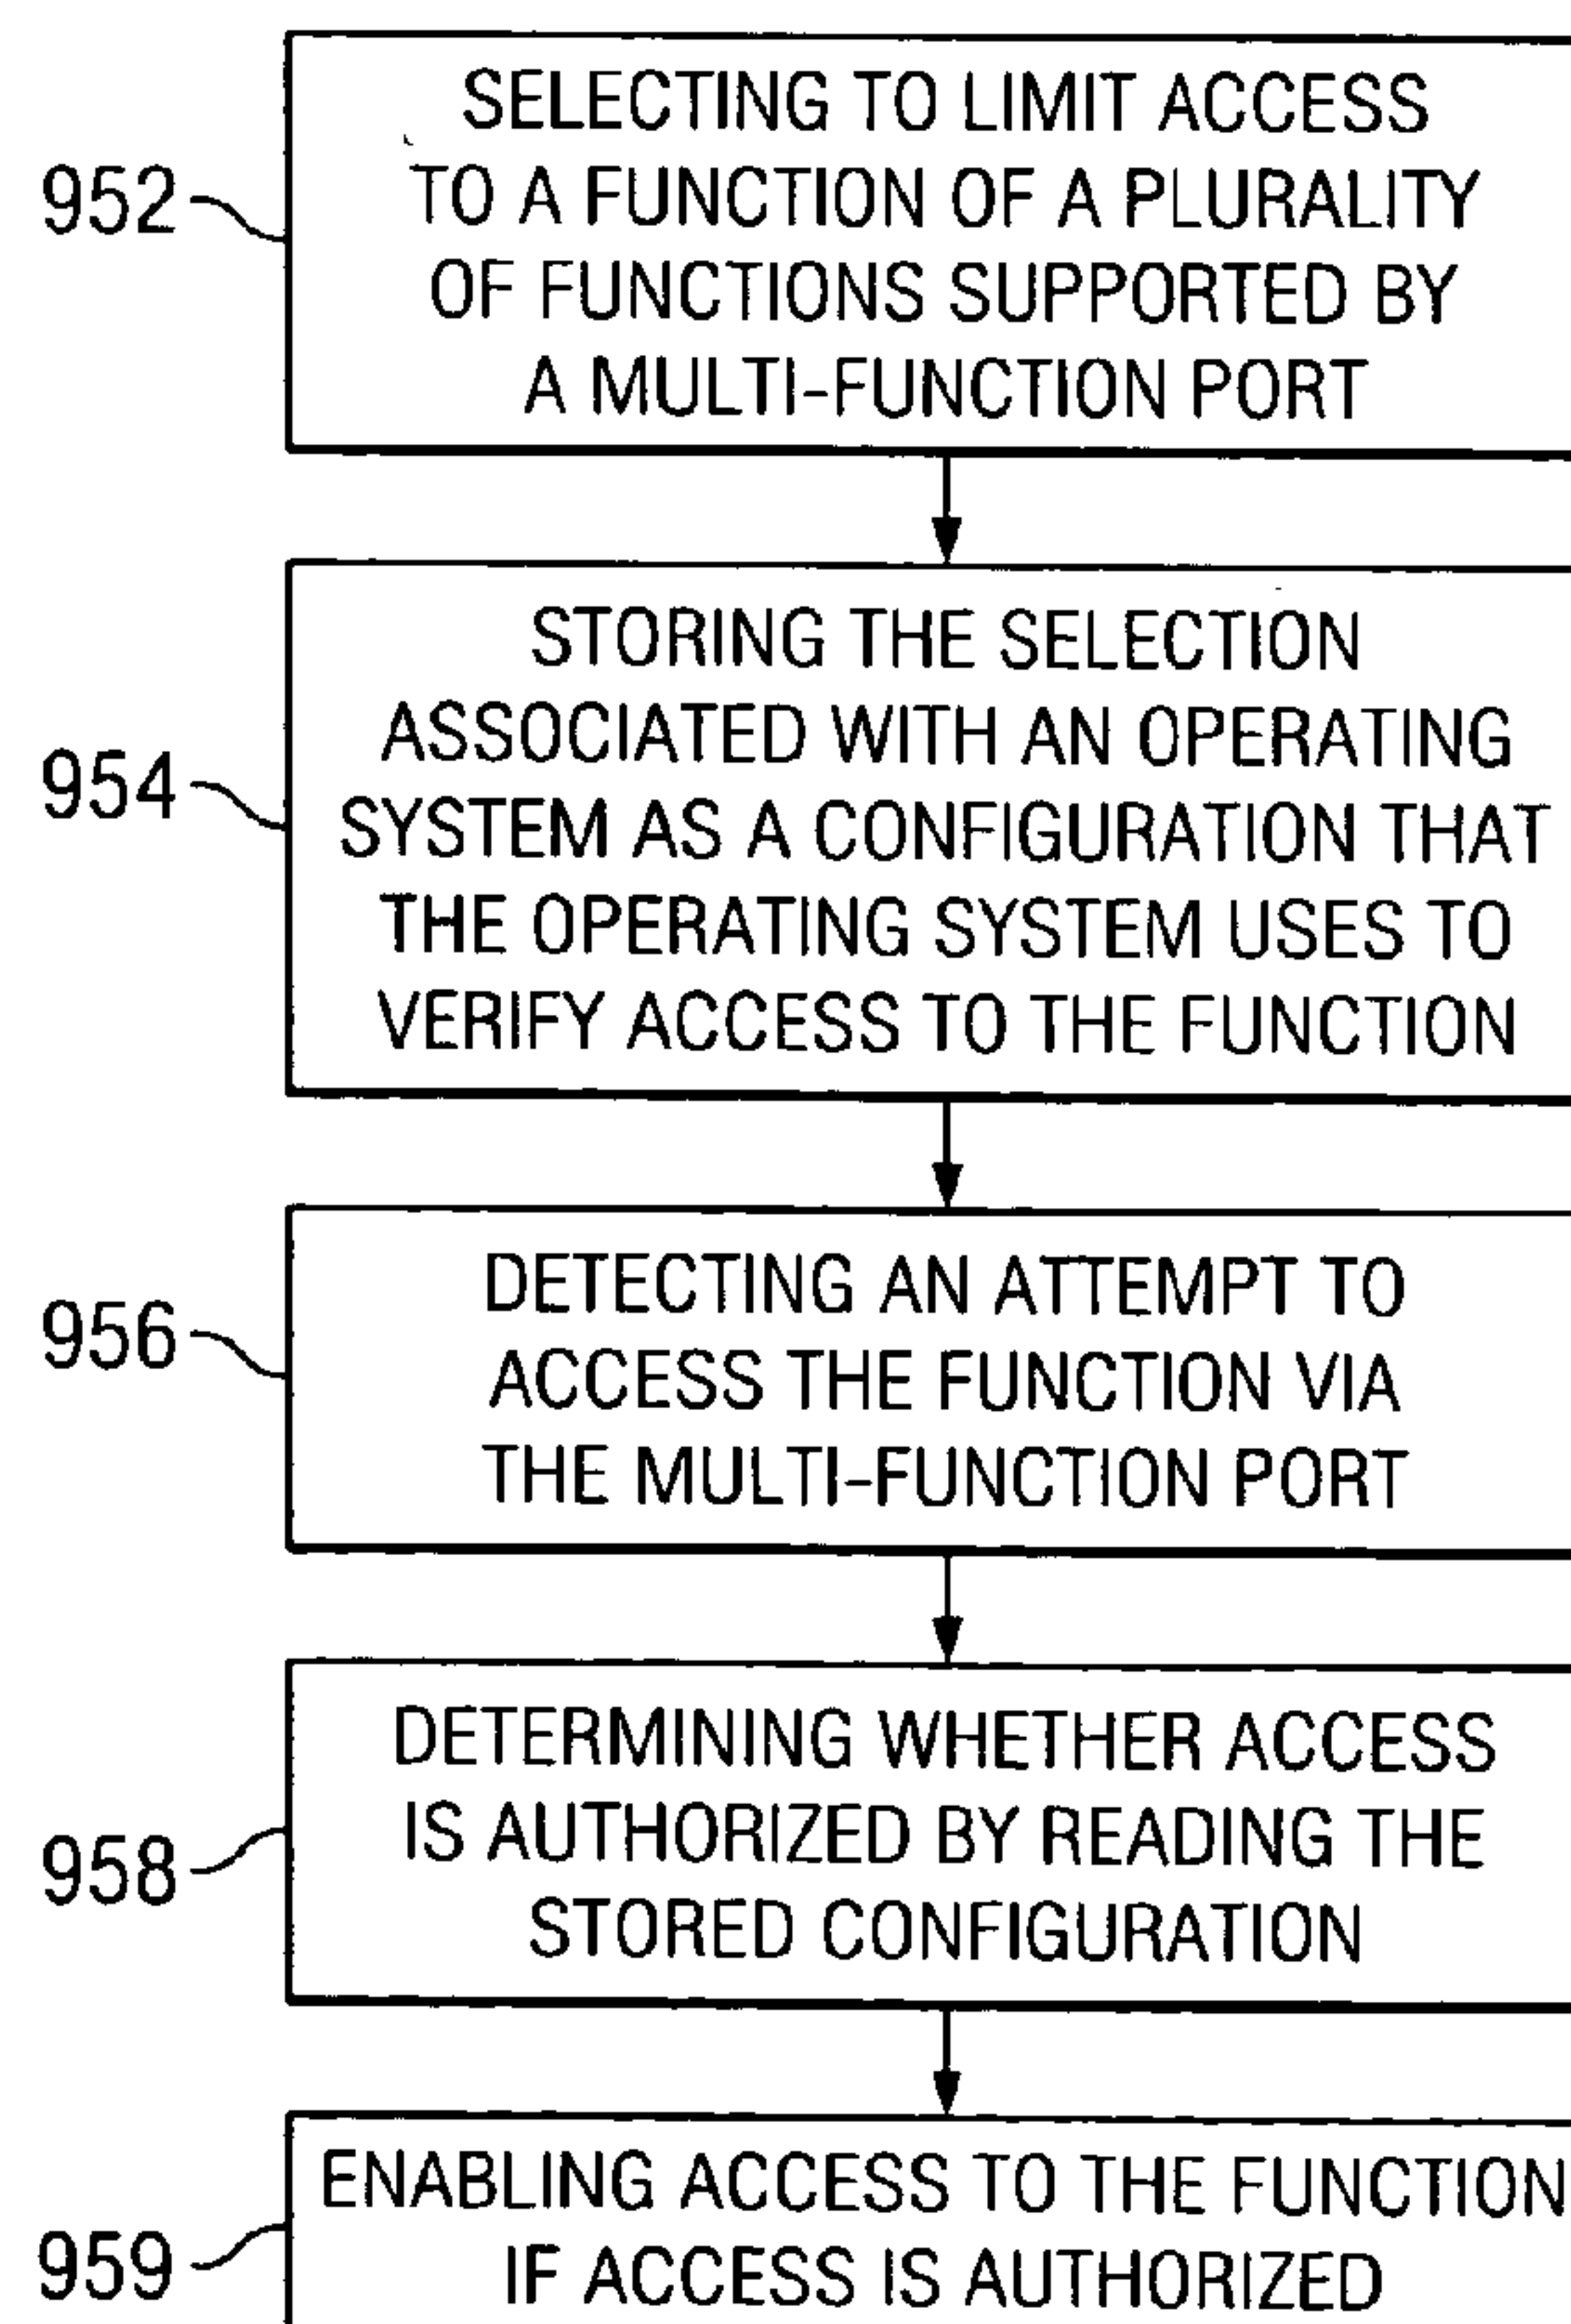 SELECTING TO LIMIT ACCESS
TO A FUNCTION OF A PLURALITY
OF FUNCTIONS SUPPORTED BY
A MULTI-FUNCTION PORT
952
STORING THE SELECTION
ASSOCIATED WITH AN OPERATING
SYSTEM AS A CONFIGURATION THAT
THE OPERATING SYSTEM USES TO
VERIFY ACCESS TO THE FUNCTION
954
DETECTING AN ATTEMPT TO
ACCESS THE FUNCTION VIA
THE MULTI-FUNCTION PORT
956
DETERMINING WHETHER ACCESS
IS AUTHORIZED BY READING THE
STORED CONFIGURATION
958
ENABLING ACCESS TO THE FUNCTION
IF ACCESS IS AUTHORIZED
959